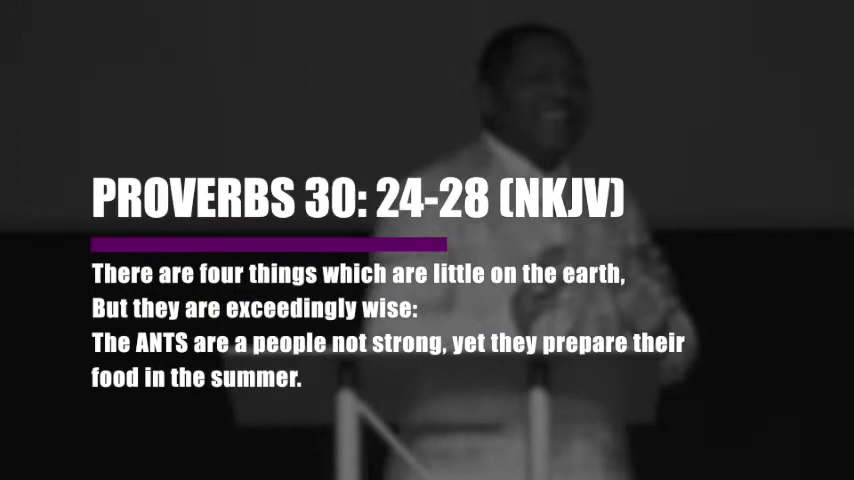 PROVERBS 30: 24-28 (NKJV)
There are four things which are little on the earth,
But they are exceedingly wise:
The ANTS are a people not strong, yet they prepare their
food in the summer.